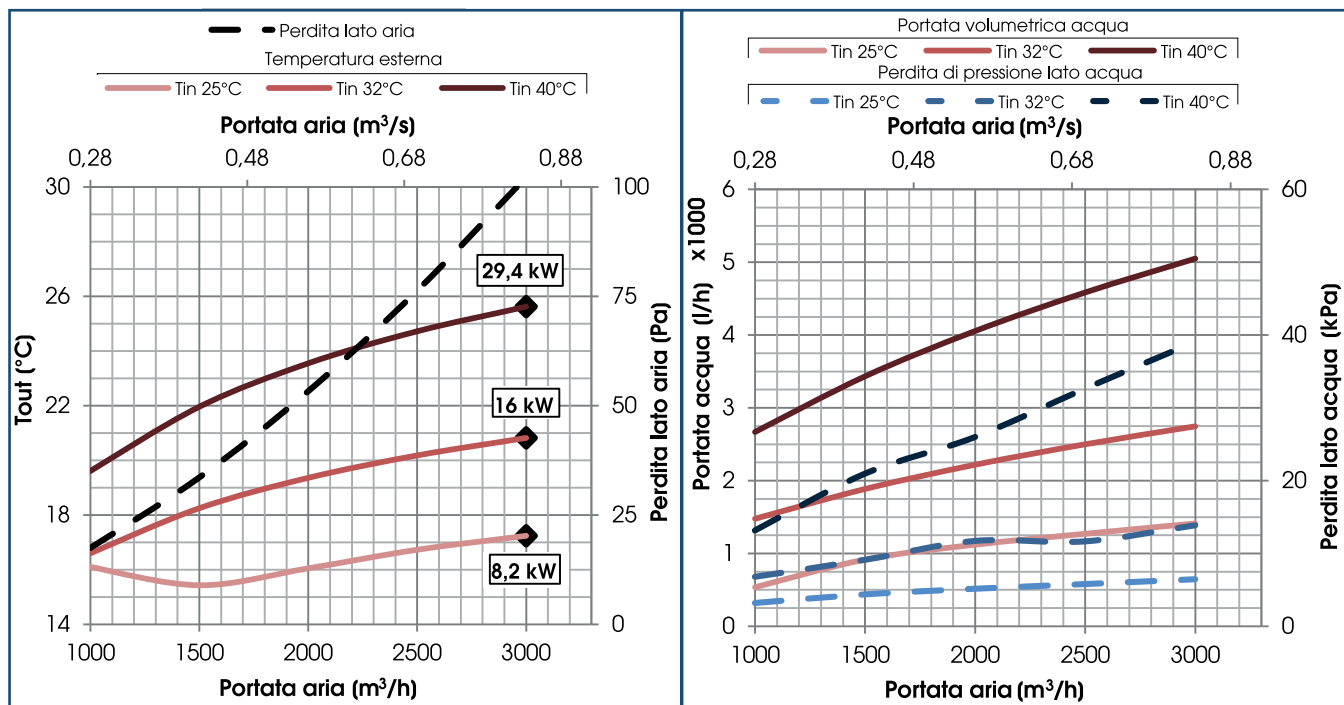 Perdita lato aria
Temperatura esterna
Tin 25°C Tin 32°C Tin 40°C
Portata aria (m³/s)
0,28 0,48 0,68 0,88
30 100
26 75
22 50
18 25
14 0
Tout (°C)
Perdita lato aria (Pa)
29,4 kW
16 kW
8,2 kW
1000 1500 2000 2500 3000
Portata aria (m³/h)
Portata volumetrica acqua
Tin 25°C Tin 32°C Tin 40°C
Perdita di pressione lato acqua
Tin 25°C Tin 32°C Tin 40°C
Portata aria (m³/s)
0,28 0,48 0,68 0,88
6 60
5
4 40
3
2 20
1
0 0
Portata acqua (l/h) x1000
Perdita lato acqua (kPa)
1000 1500 2000 2500 3000
Portata aria (m³/h)